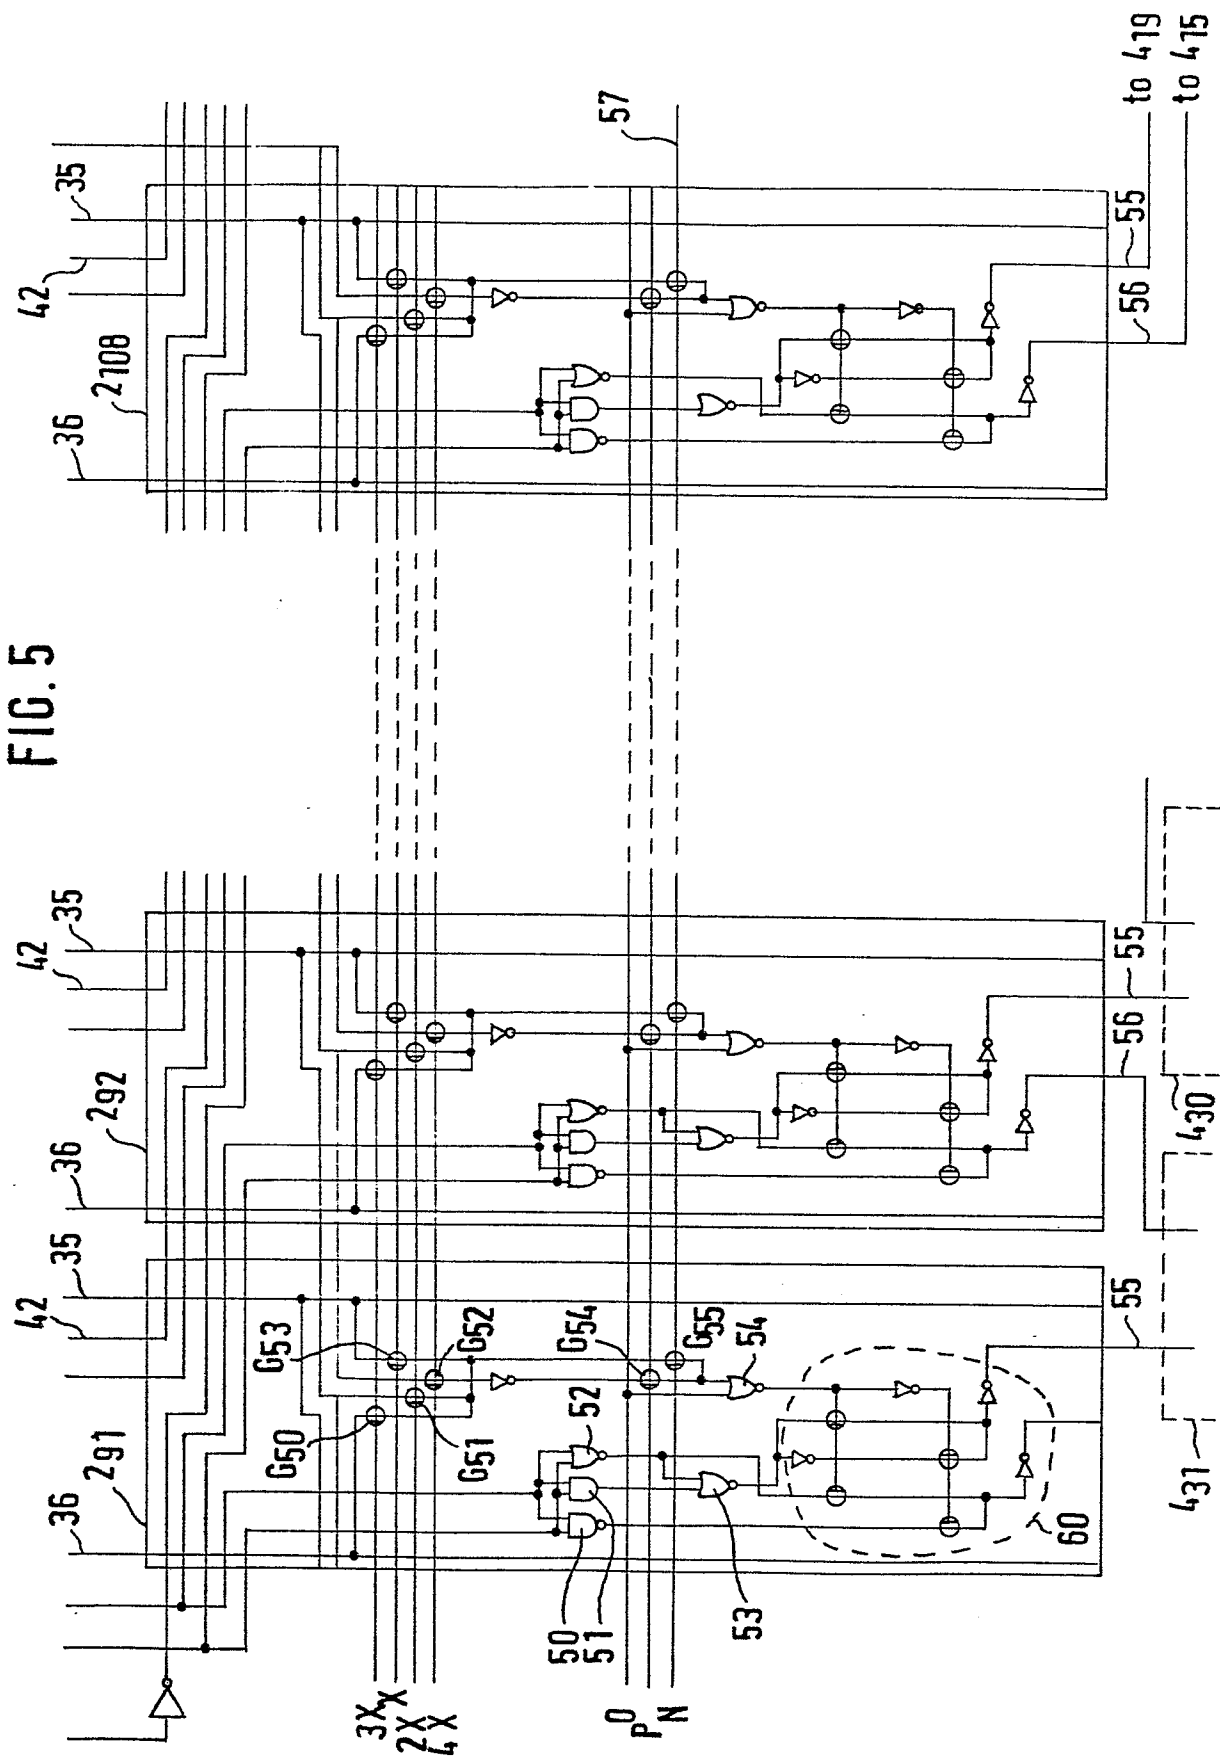 FIG. 5
36
2₉₁
42
35
36
2₉₂
42
35
36
2₁₀₈
42
35
G₅₃
G₅₂
G₅₀
G₅₁
3X
X
2X
4X
57
G₅₄
G₅₅
O
P
N
50
51
52
53
54
60
55
56
55
56
55
4₃₁
4₃₀
to 4₁₉
to 4₁₅